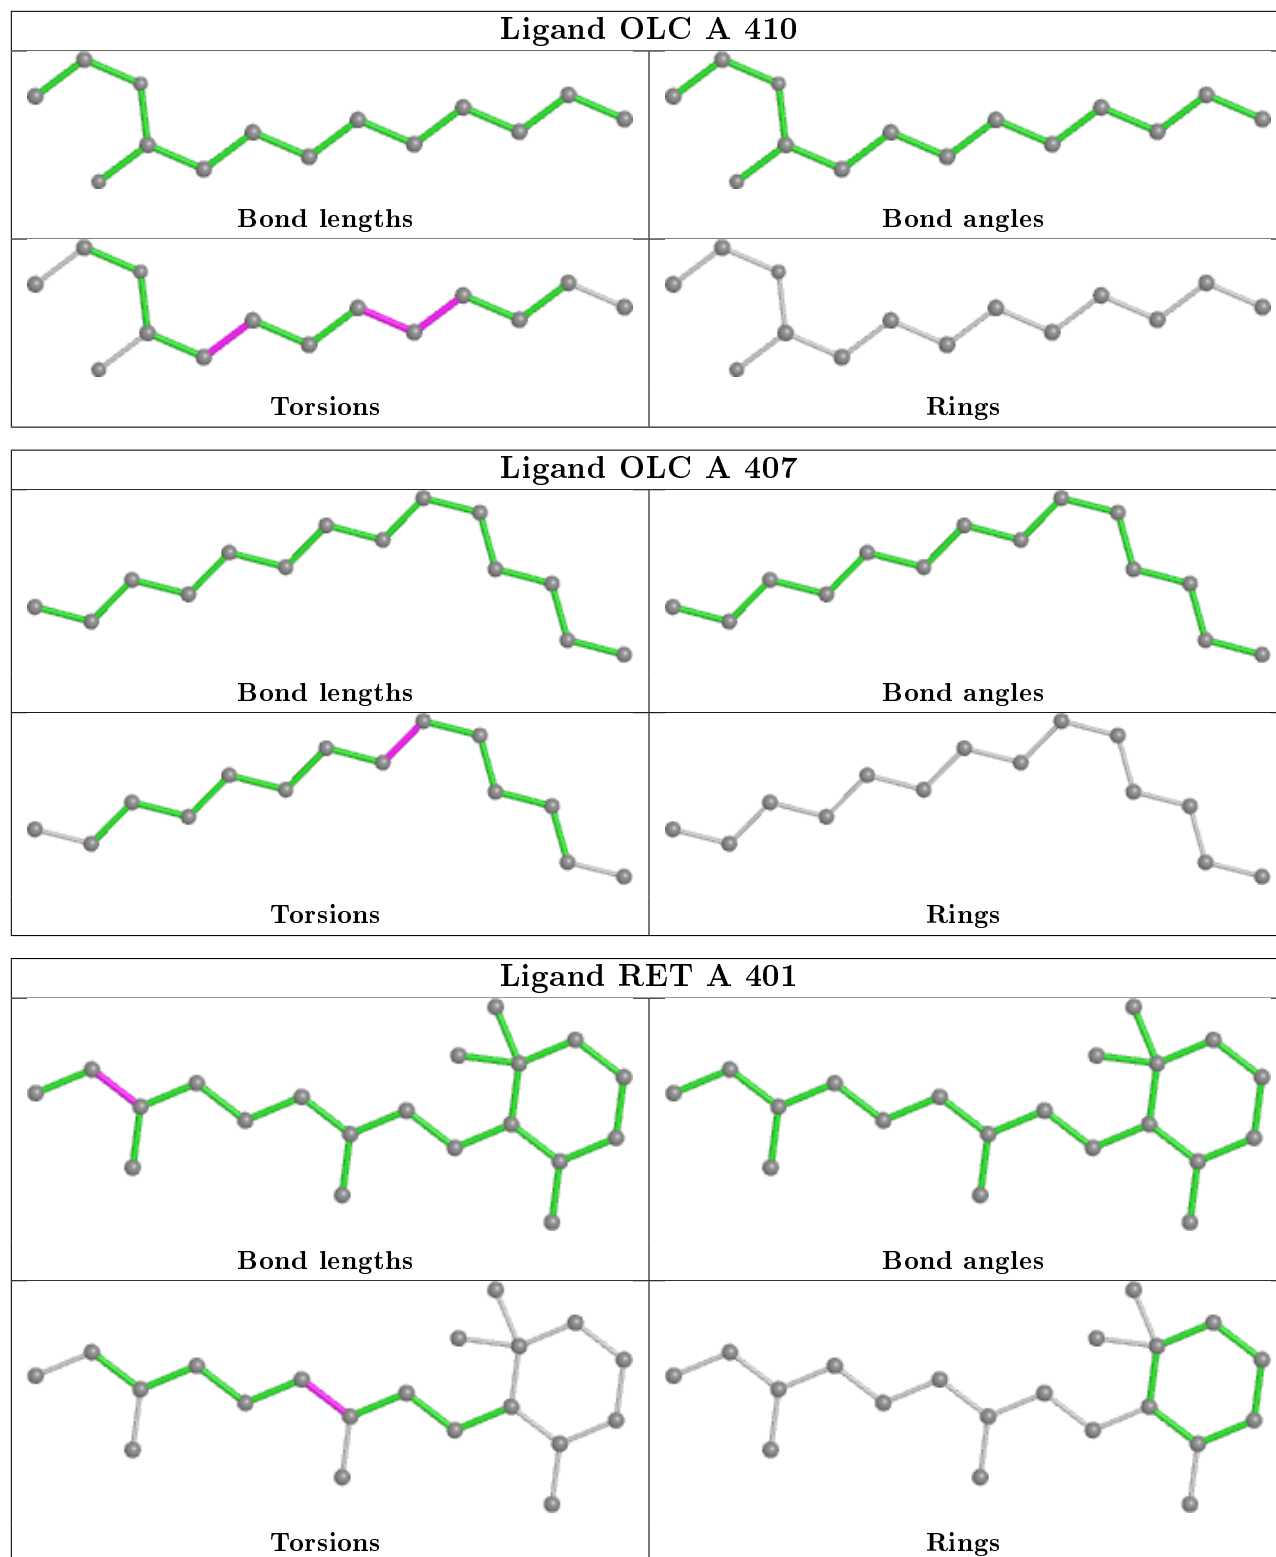 Ligand OLC A 410
Bond lengths
Bond angles
Torsions
Rings
Ligand OLC A 407
Bond lengths
Bond angles
Torsions
Rings
Ligand RET A 401
Bond lengths
Bond angles
Torsions
Rings